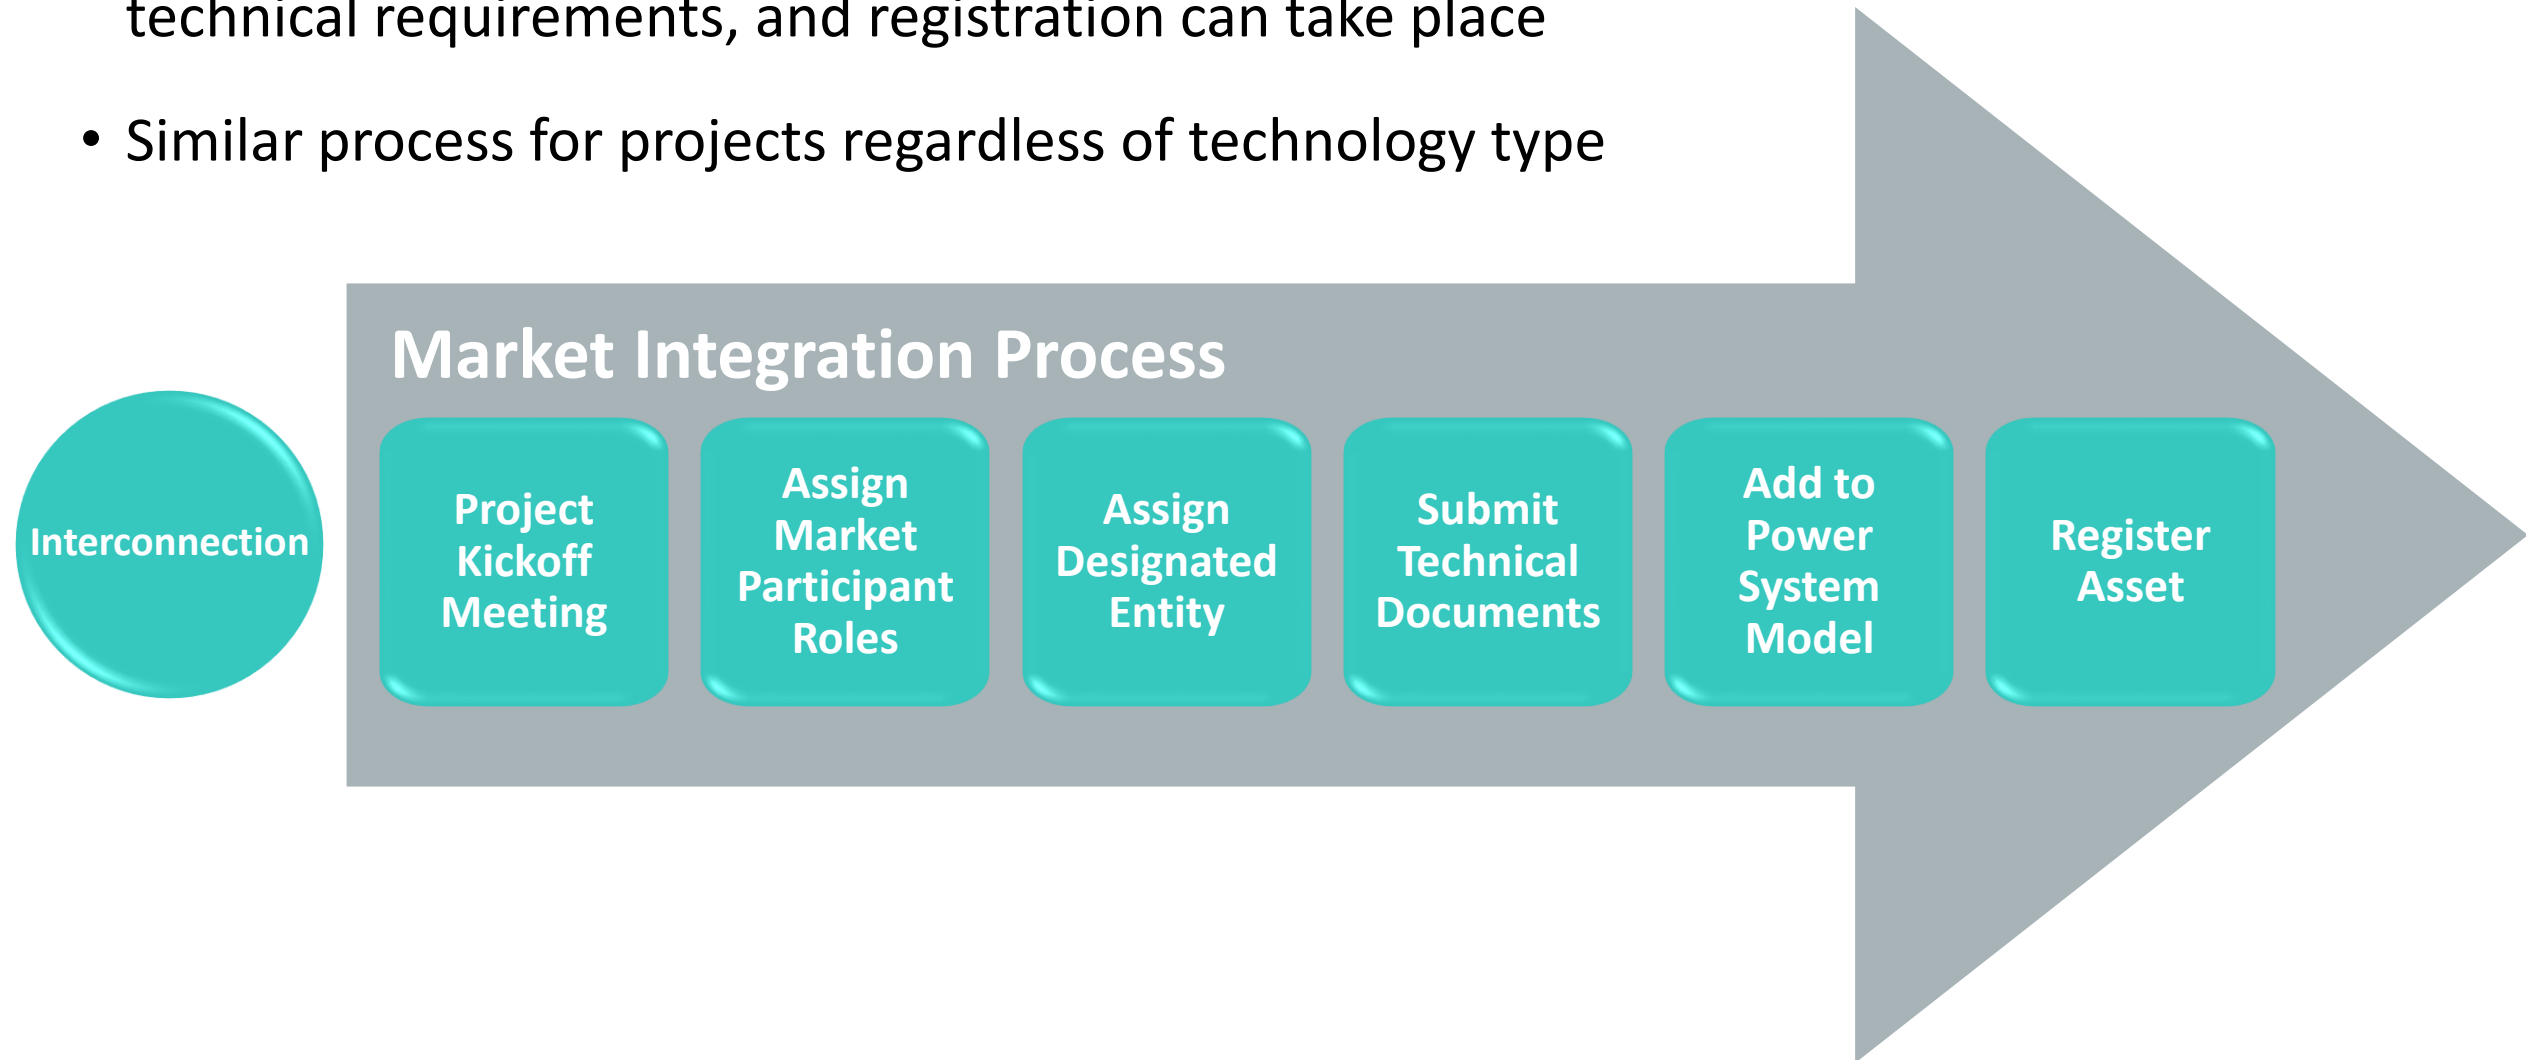 technical requirements, and registration can take place
• Similar process for projects regardless of technology type
Market Integration Process
Interconnection
Project
Kickoff
Meeting
Assign
Market
Participant
Roles
Assign
Designated
Entity
Submit
Technical
Documents
Add to
Power
System
Model
Register
Asset